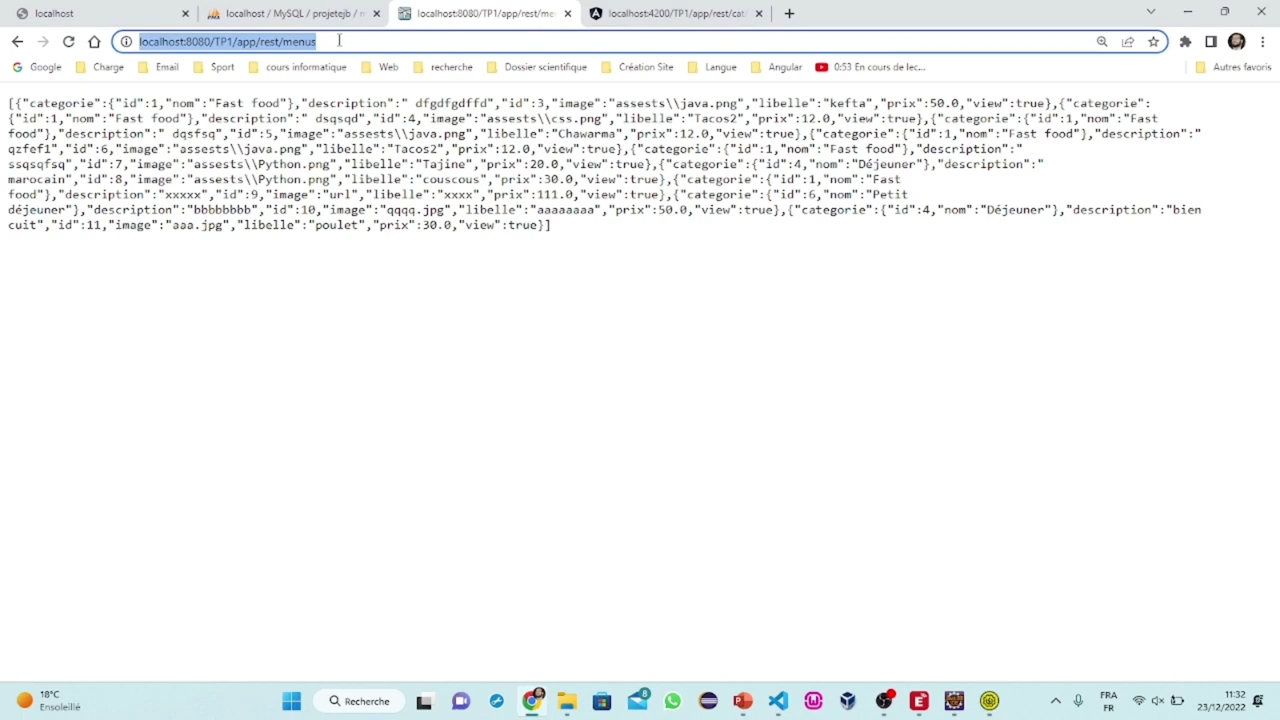 localhost
localhost / MySQL / projetejb / m
localhost:8080/TP1/app/rest/me
localhost:4200/TP1/app/rest/cat
localhost:8080/TP1/app/rest/menus
Google
Charge
Email
Sport
cours informatique
Web
recherche
Dossier scientifique
Création Site
Langue
Angular
0:53 En cours de lec...
Autres favoris
[{"categorie":{"id":1,"nom":"Fast food"},"description":" dfgdfgdffd","id":3,"image":"assests\\java.png","libelle":"kefta","prix":50.0,"view":true},{"categorie":
{"id":1,"nom":"Fast food"},"description":" dsqsqd","id":4,"image":"assests\\css.png","libelle":"Tacos2","prix":12.0,"view":true},{"categorie":{"id":1,"nom":"Fast
food"},"description":" dqsfsq","id":5,"image":"assests\\java.png","libelle":"Chawarma","prix":12.0,"view":true},{"categorie":{"id":1,"nom":"Fast food"},"description":"
qzfef1","id":6,"image":"assests\\java.png","libelle":"Tacos2","prix":12.0,"view":true},{"categorie":{"id":1,"nom":"Fast food"},"description":"
ssqsqfsq","id":7,"image":"assests\\Python.png","libelle":"Tajine","prix":20.0,"view":true},{"categorie":{"id":4,"nom":"Déjeuner"},"description":"
marocain","id":8,"image":"assests\\Python.png","libelle":"couscous","prix":30.0,"view":true},{"categorie":{"id":1,"nom":"Fast
food"},"description":"xxxxx","id":9,"image":"url","libelle":"xxxx","prix":111.0,"view":true},{"categorie":{"id":6,"nom":"Petit
déjeuner"},"description":"bbbbbbbb","id":10,"image":"qqqq.jpg","libelle":"aaaaaaaa","prix":50.0,"view":true},{"categorie":{"id":4,"nom":"Déjeuner"},"description":"bien
cuit","id":11,"image":"aaa.jpg","libelle":"poulet","prix":30.0,"view":true}]
18°C
Ensoleillé
Recherche
8
FRA
FR
11:32
23/12/2022